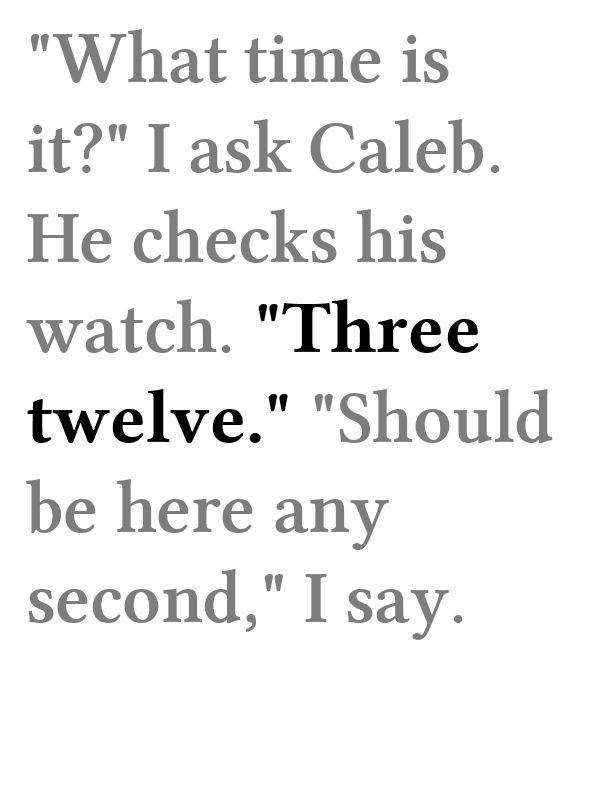 "What time is
it?" I ask Caleb.
He checks his
watch. "Three
twelve." "Should
be here any
second," I say.